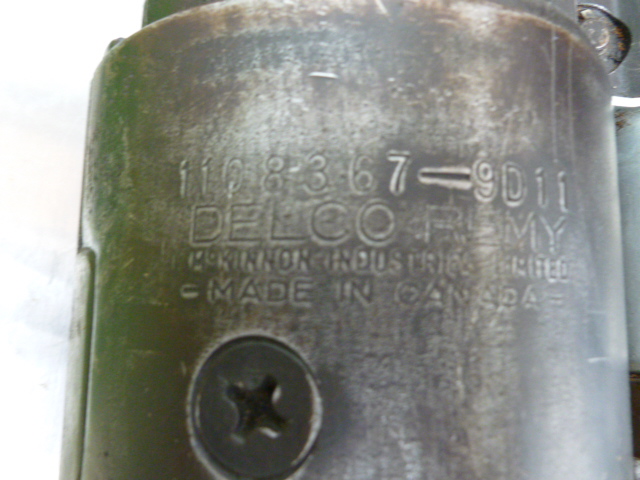 1108367-9D11
DELCO REMY
McKINNON INDUSTRIES LIMITED
-MADE IN CANADA-